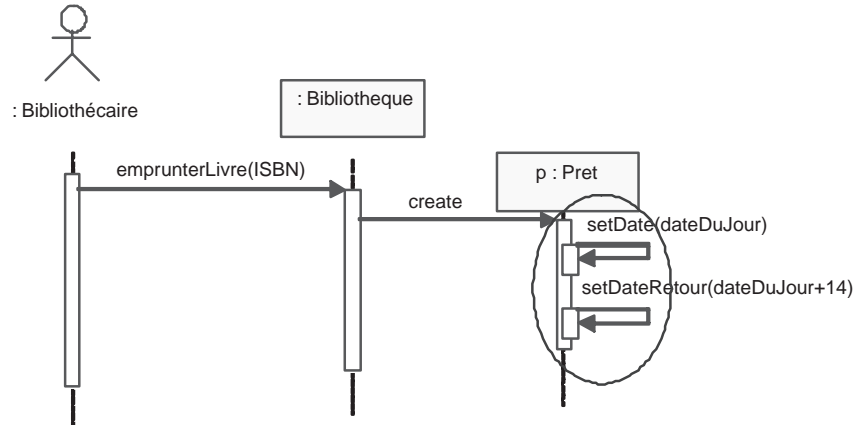 : Bibliothécaire
: Bibliotheque
emprunterLivre(ISBN)
p : Pret
create
setDate(dateDuJour)
setDateRetour(dateDuJour+14)